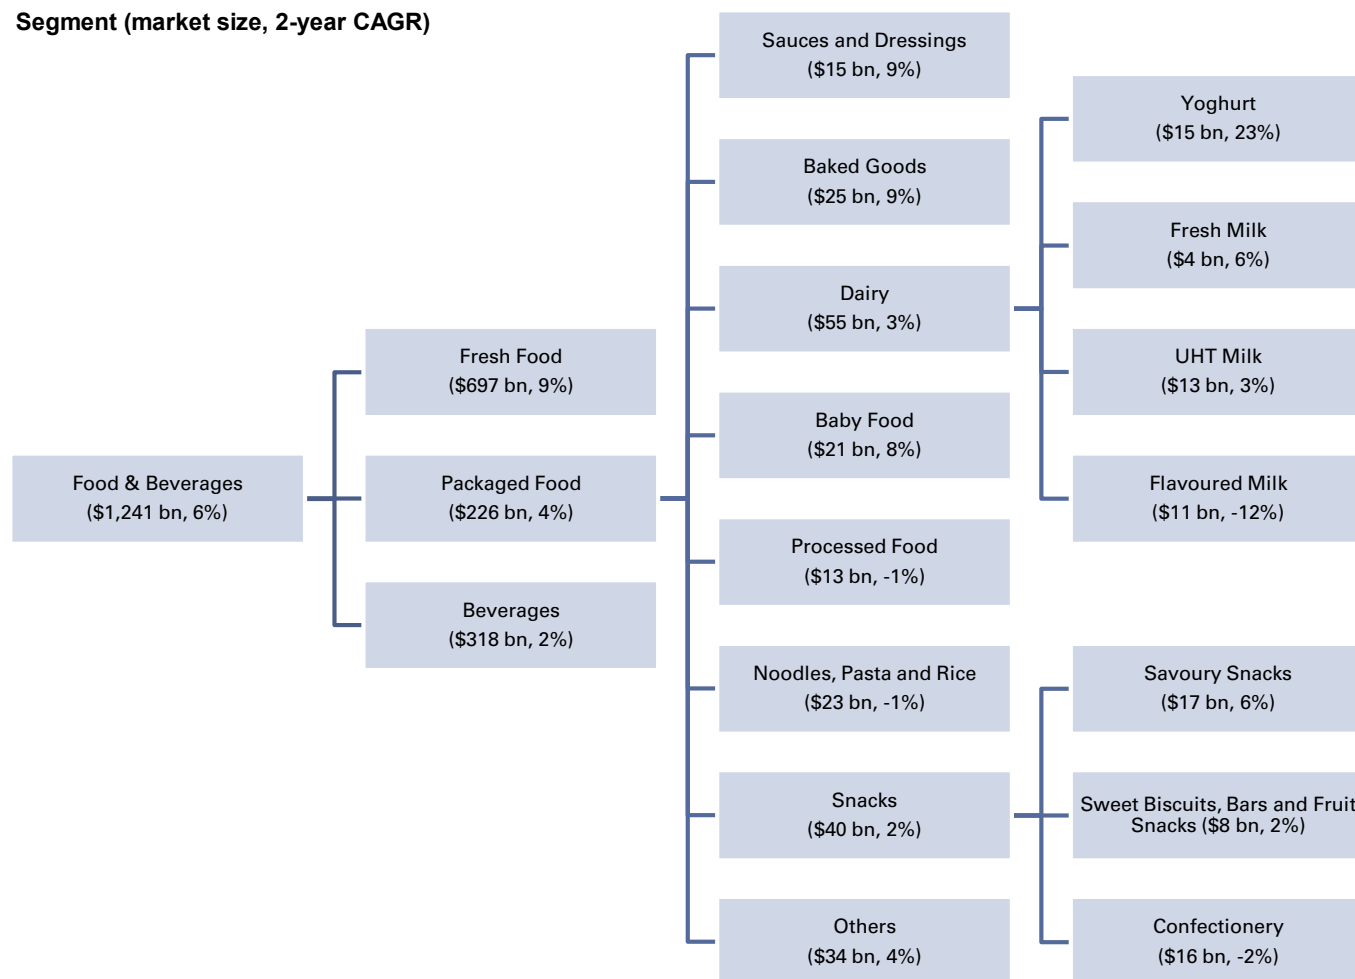 Segment (market size, 2-year CAGR)
Food & Beverages
($1,241 bn, 6%)
Fresh Food
($697 bn, 9%)
Packaged Food
($226 bn, 4%)
Beverages
($318 bn, 2%)
Sauces and Dressings
($15 bn, 9%)
Baked Goods
($25 bn, 9%)
Dairy
($55 bn, 3%)
Baby Food
($21 bn, 8%)
Processed Food
($13 bn, -1%)
Noodles, Pasta and Rice
($23 bn, -1%)
Snacks
($40 bn, 2%)
Others
($34 bn, 4%)
Yoghurt
($15 bn, 23%)
Fresh Milk
($4 bn, 6%)
UHT Milk
($13 bn, 3%)
Flavoured Milk
($11 bn, -12%)
Savoury Snacks
($17 bn, 6%)
Sweet Biscuits, Bars and Fruit
Snacks ($8 bn, 2%)
Confectionery
($16 bn, -2%)